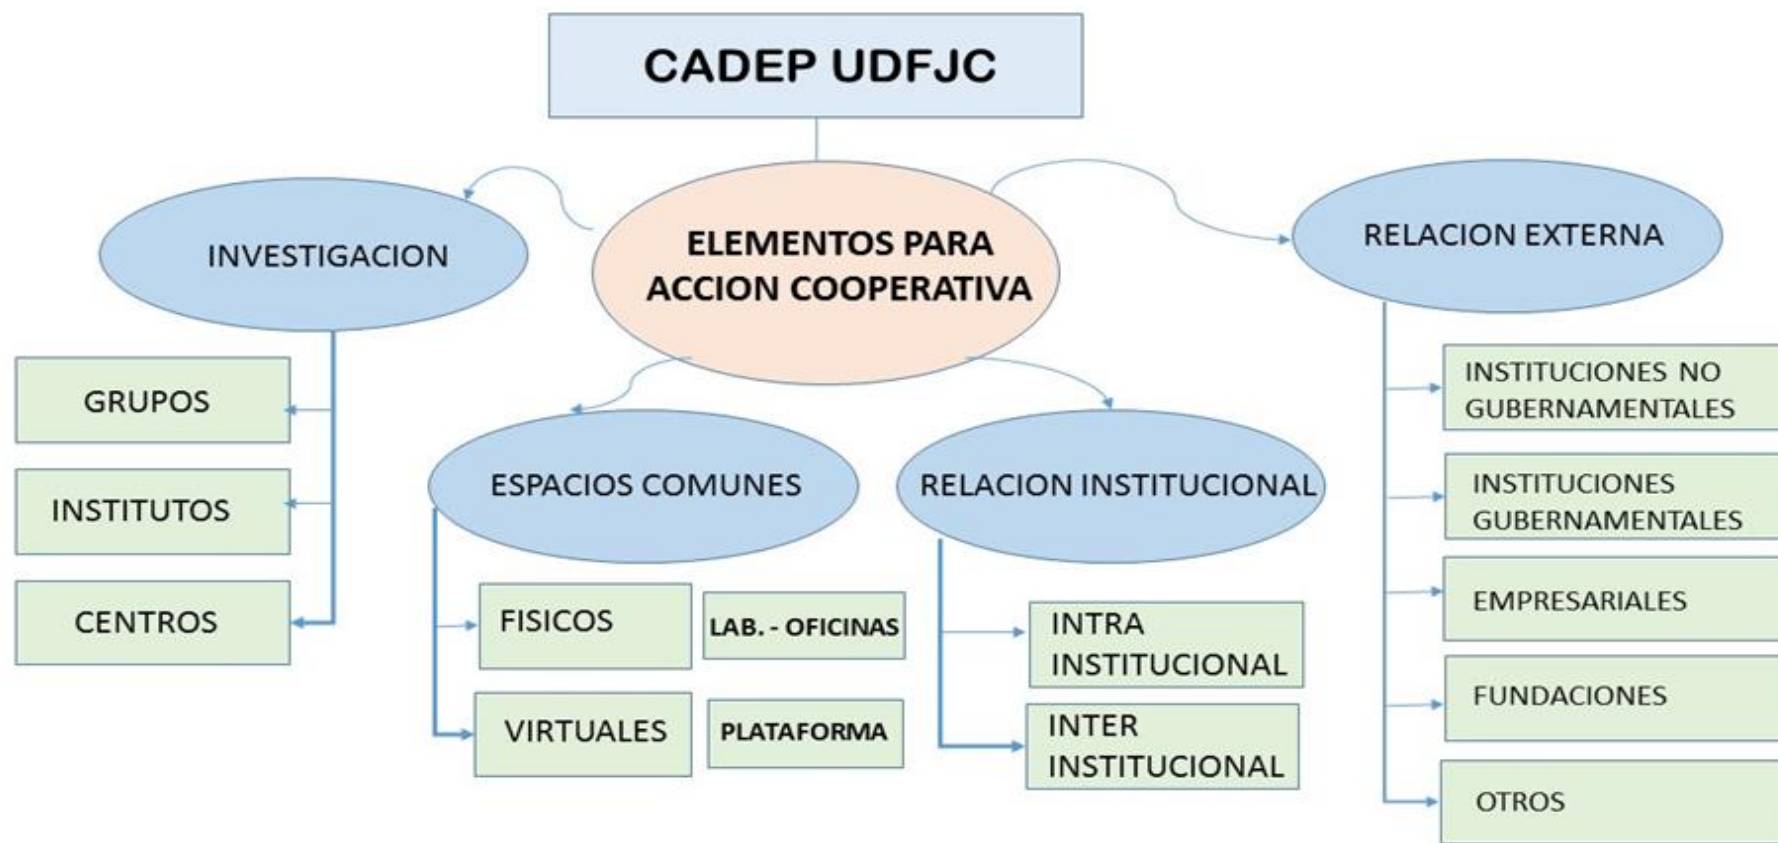 CADEP UDFJC
ELEMENTOS PARA
ACCION COOPERATIVA
INVESTIGACION
GRUPOS
INSTITUTOS
CENTROS
ESPACIOS COMUNES
FISICOS
LAB. - OFICINAS
VIRTUALES
PLATAFORMA
RELACION INSTITUCIONAL
INTRA
INSTITUCIONAL
INTER
INSTITUCIONAL
RELACION EXTERNA
INSTITUCIONES NO
GUBERNAMENTALES
INSTITUCIONES
GUBERNAMENTALES
EMPRESARIALES
FUNDACIONES
OTROS